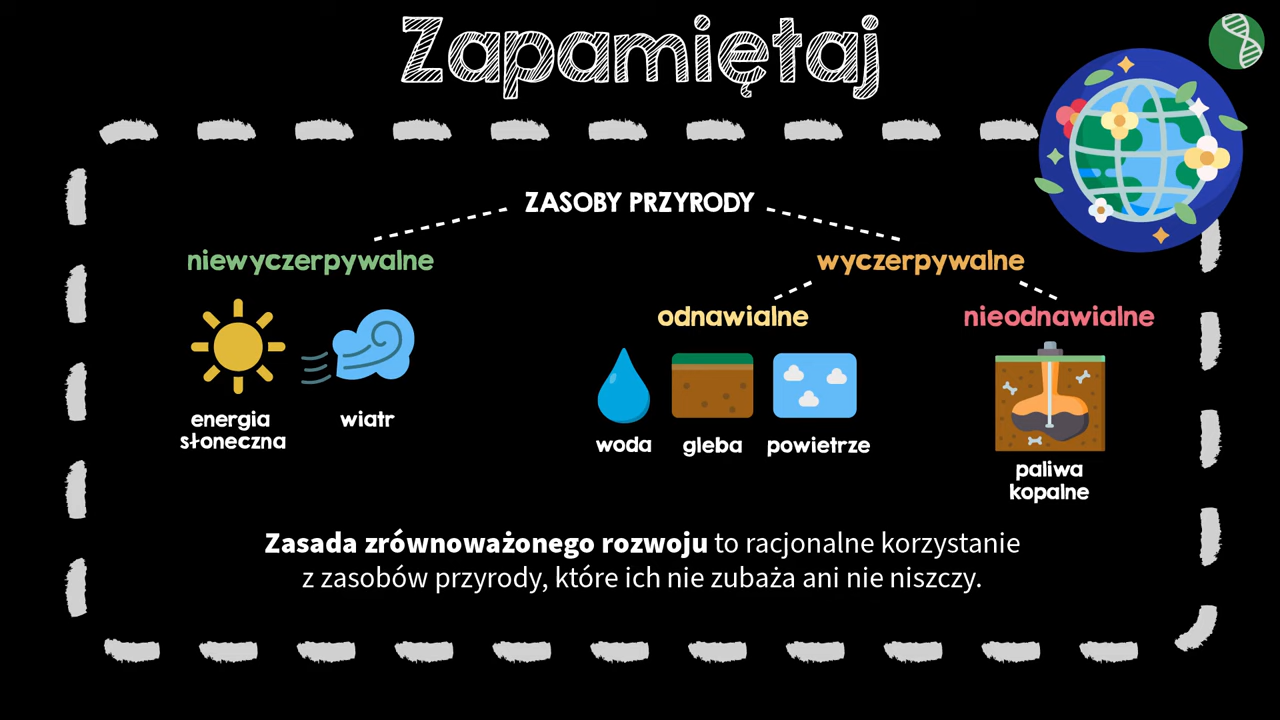 Zapamiętaj
ZASOBY PRZYRODY
niewyczerpywalne
wyczerpywalne
odnawialne
nieodnawialne
energia
słoneczna
wiatr
woda
gleba
powietrze
paliwa
kopalne
Zasada zrównoważonego rozwoju to racjonalne korzystanie
z zasobów przyrody, które ich nie zubaża ani nie niszczy.